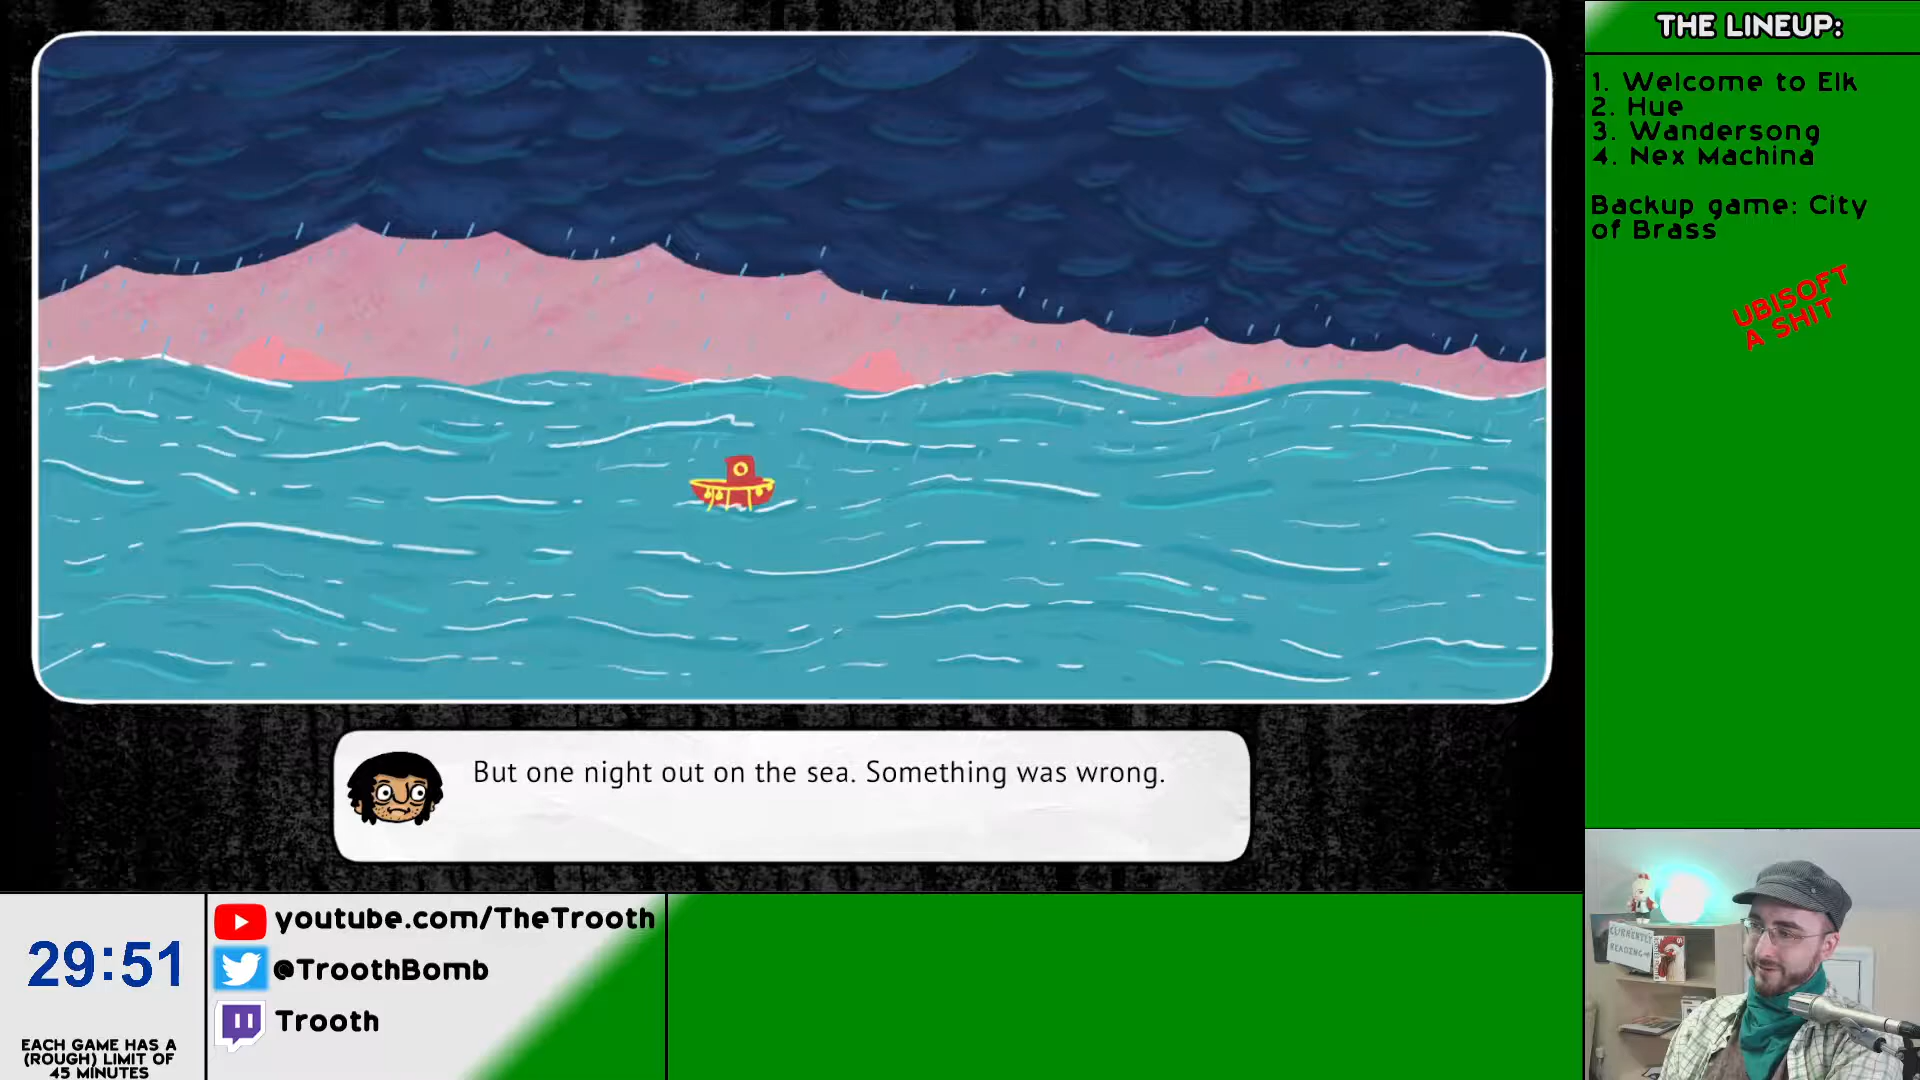 THE LINEUP:
1. Welcome to Elk
2. Hue
3. Wandersong
4. Nex Machina
Backup game: City
of Brass
UBISOFT
A SHIT
But one night out on the sea. Something was wrong.
29:51
EACH GAME HAS A
(ROUGH) LIMIT OF
45 MINUTES
youtube.com/TheTrooth
@TroothBomb
Trooth
CURRENTLY
READING